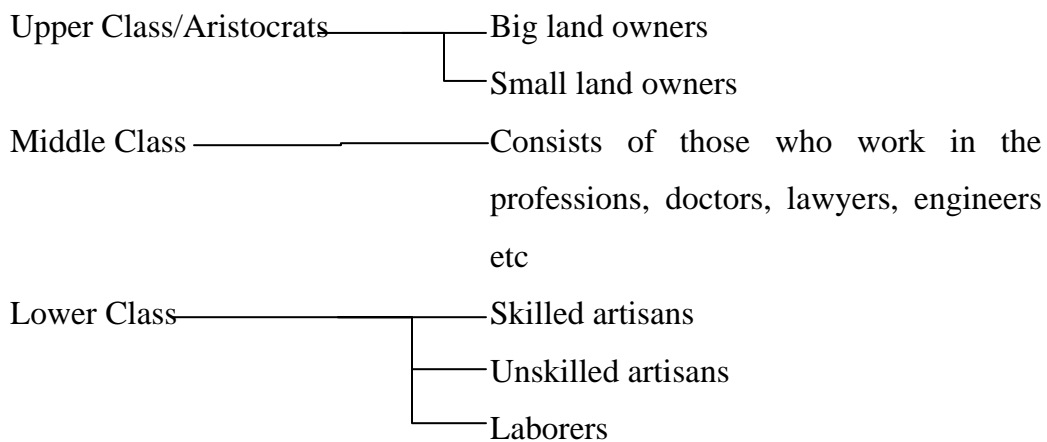 Upper Class/Aristocrats Big land owners
Small land owners
Middle Class Consists of those who work in the
professions, doctors, lawyers, engineers
etc
Lower Class Skilled artisans
Unskilled artisans
Laborers